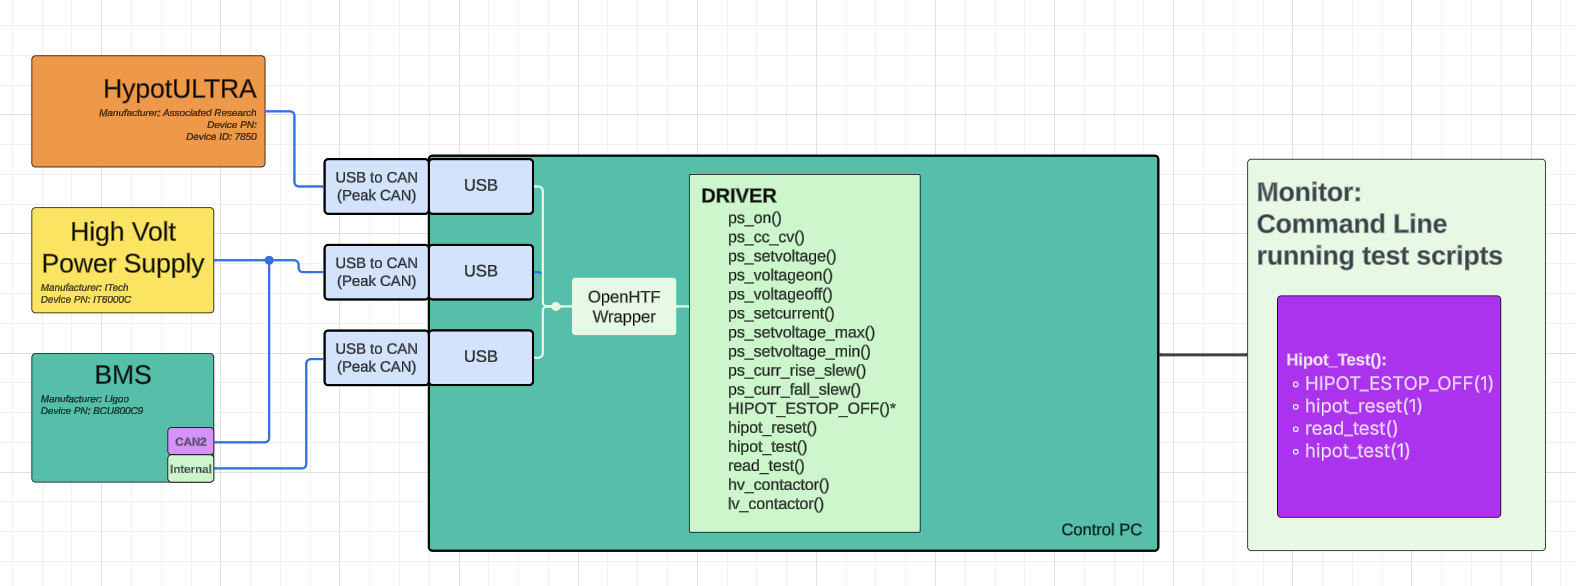 HypotULTRA
Manufacturer: Associated Research
Device PN:
Device ID: 7850
High Volt
Power Supply
Manufacturer: ITech
Device PN: IT6000C
BMS
Manufacturer: Ligoo
Device PN: BCU800C9
CAN2
Internal
USB to CAN
(Peak CAN)
USB
USB to CAN
(Peak CAN)
USB
USB to CAN
(Peak CAN)
USB
OpenHTF
Wrapper
DRIVER
ps_on()
ps_cc_cv()
ps_setvoltage()
ps_voltageon()
ps_voltageoff()
ps_setcurrent()
ps_setvoltage_max()
ps_setvoltage_min()
ps_curr_rise_slew()
ps_curr_fall_slew()
HIPOT_ESTOP_OFF()*
hipot_reset()
hipot_test()
read_test()
hv_contactor()
lv_contactor()
Control PC
Monitor:
Command Line
running test scripts
Hipot_Test():
HIPOT_ESTOP_OFF(1)
hipot_reset(1)
read_test()
hipot_test(1)